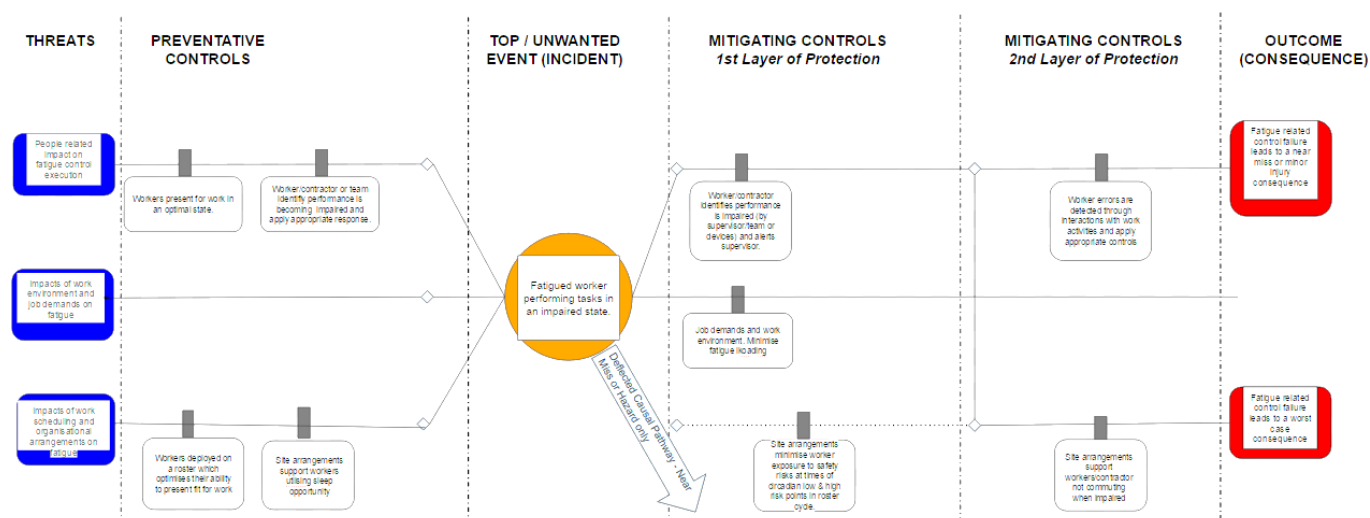 THREATS
PREVENTATIVE
CONTROLS
TOP / UNWANTED
EVENT (INCIDENT)
MITIGATING CONTROLS
1st Layer of Protection
MITIGATING CONTROLS
2nd Layer of Protection
OUTCOME
(CONSEQUENCE)
People related
impact on
fatigue control
execution
Workers present for work in
an optimal state.
Worker/contractor or team
identify performance is
becoming impaired and
apply appropriate response.
Worker/contractor
identifies performance
is impaired (by
supervisor/team or
devices) and alerts
supervisor.
Worker errors are
detected through
interactions with work
activities and apply
appropriate controls
Fatigue related
control failure
leads to a near
miss or minor
injury
consequence
Impacts of work
environment and
job demands on
fatigue
Fatigued worker
performing tasks in
an impaired state.
Job demands and work
environment. Minimise
fatigue lkoading
Deflected Causal Pathway - Near
Miss or Hazard only
Impacts of work
scheduling and
organisational
arrangements on
fatigue
Workers deployed on
a roster which
optimises their ability
to present fit for work
Site arrangements
support workers
utilising sleep
opportunity
Site arrangements
minimise worker
exposure to safety
risks at times of
circadian low & high
risk points in roster
cycle.
Site arrangements
support
workers/contractor
not commuting
when impaired
Fatigue related
control failure
leads to a worst
case
consequence